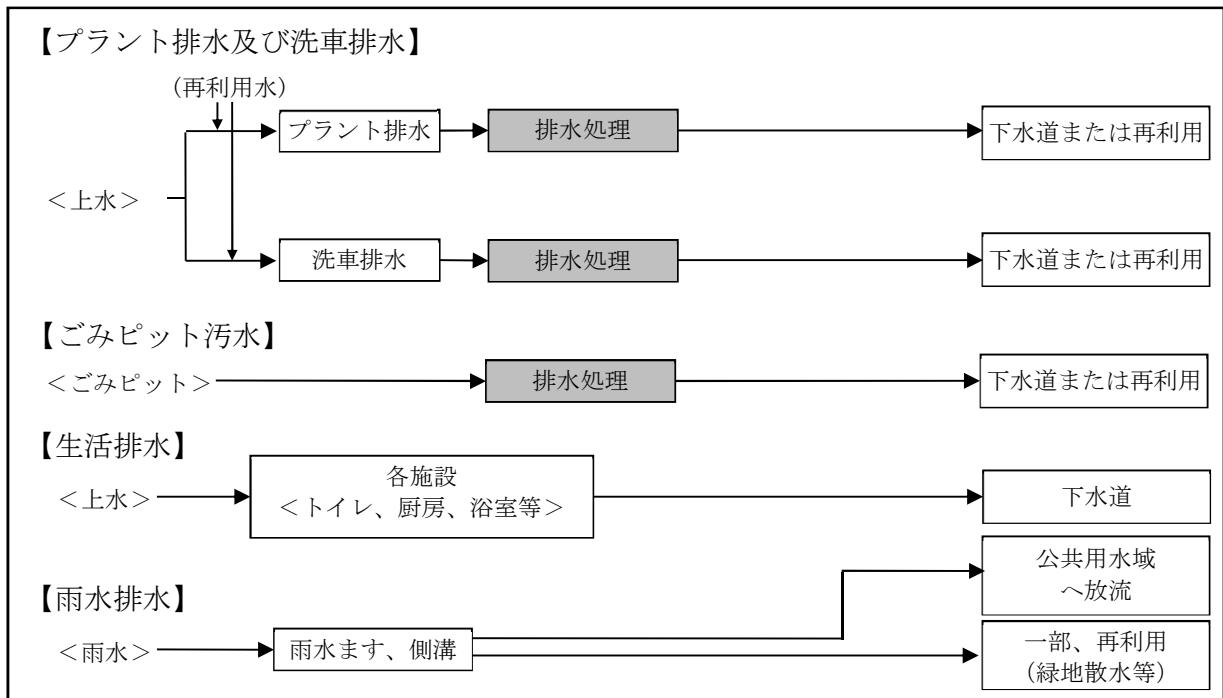 【プラント排水及び洗車排水】
（再利用水）
プラント排水
排水処理
下水道または再利用
＜上水＞
洗車排水
排水処理
下水道または再利用
【ごみピット汚水】
＜ごみピット＞
排水処理
下水道または再利用
【生活排水】
＜上水＞
各施設
＜トイレ、厨房、浴室等＞
下水道
公共用水域
へ放流
【雨水排水】
＜雨水＞
雨水ます、側溝
一部、再利用
（緑地散水等）